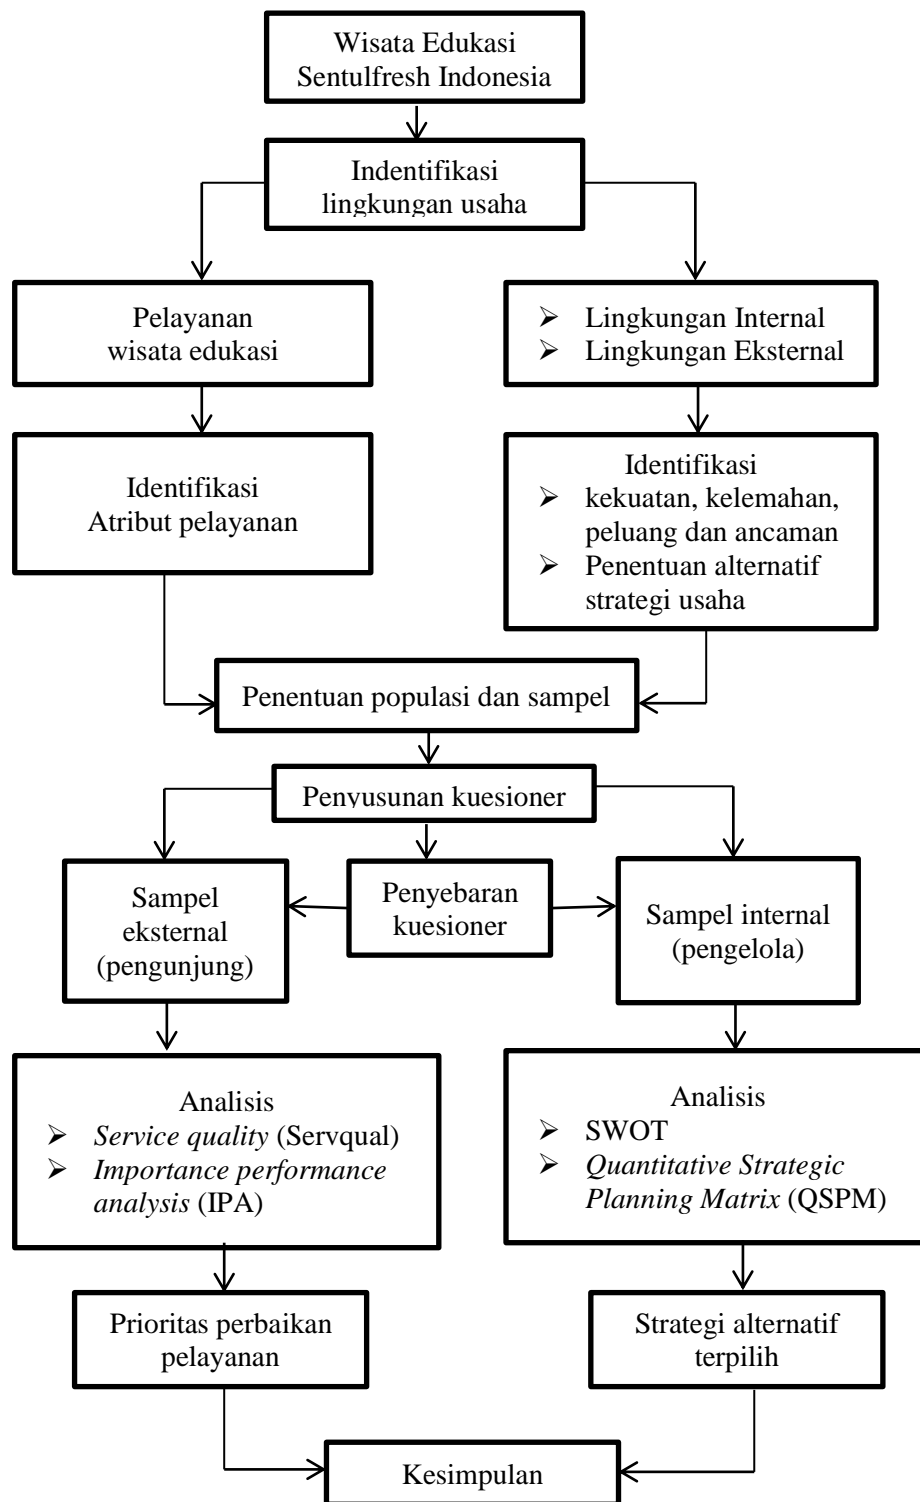 Wisata Edukasi
Sentulfresh Indonesia
Indentifikasi
lingkungan usaha
Pelayanan
wisata edukasi
➢ Lingkungan Internal
➢ Lingkungan Eksternal
Identifikasi
Atribut pelayanan
Identifikasi
➢ kekuatan, kelemahan,
peluang dan ancaman
➢ Penentuan alternatif
strategi usaha
Penentuan populasi dan sampel
Penyusunan kuesioner
Sampel
eksternal
(pengunjung)
Penyebaran
kuesioner
Sampel internal
(pengelola)
Analisis
➢ Service quality (Servqual)
➢ Importance performance
analysis (IPA)
Analisis
➢ SWOT
➢ Quantitative Strategic
Planning Matrix (QSPM)
Prioritas perbaikan
pelayanan
Strategi alternatif
terpilih
Kesimpulan